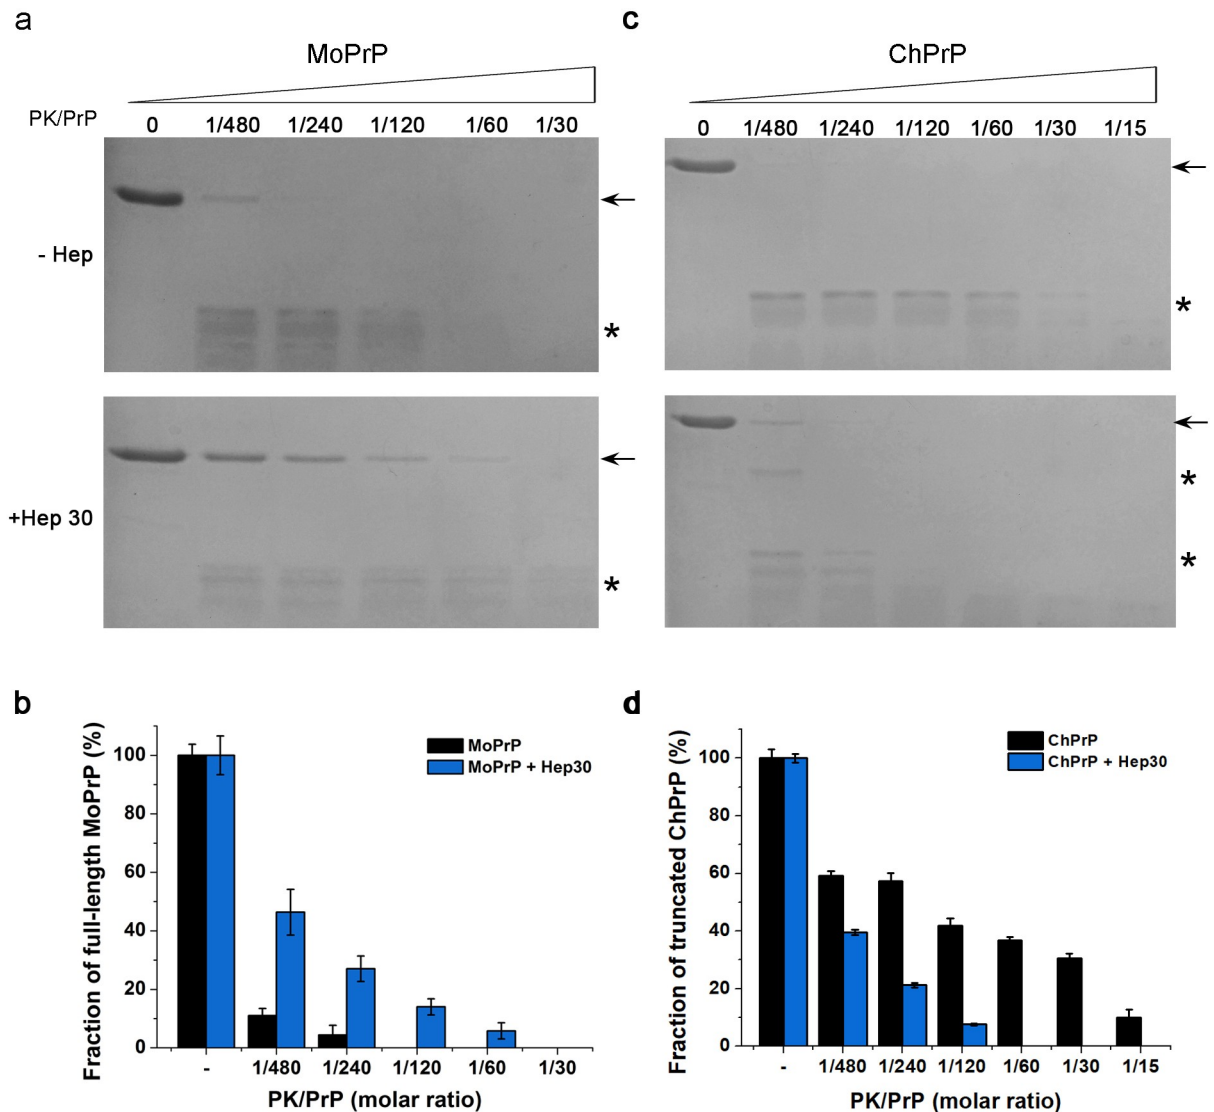 a
MoPrP
PK/PrP 0 1/480 1/240 1/120 1/60 1/30
- Hep
*
+Hep 30
*
c
ChPrP
0 1/480 1/240 1/120 1/60 1/30 1/15
*
*
*
b
Fraction of full-length MoPrP (%)
100
80
60
40
20
0
MoPrP
MoPrP + Hep30
- 1/480 1/240 1/120 1/60 1/30
PK/PrP (molar ratio)
d
Fraction of truncated ChPrP (%)
100
80
60
40
20
0
ChPrP
ChPrP + Hep30
- 1/480 1/240 1/120 1/60 1/30 1/15
PK/PrP (molar ratio)